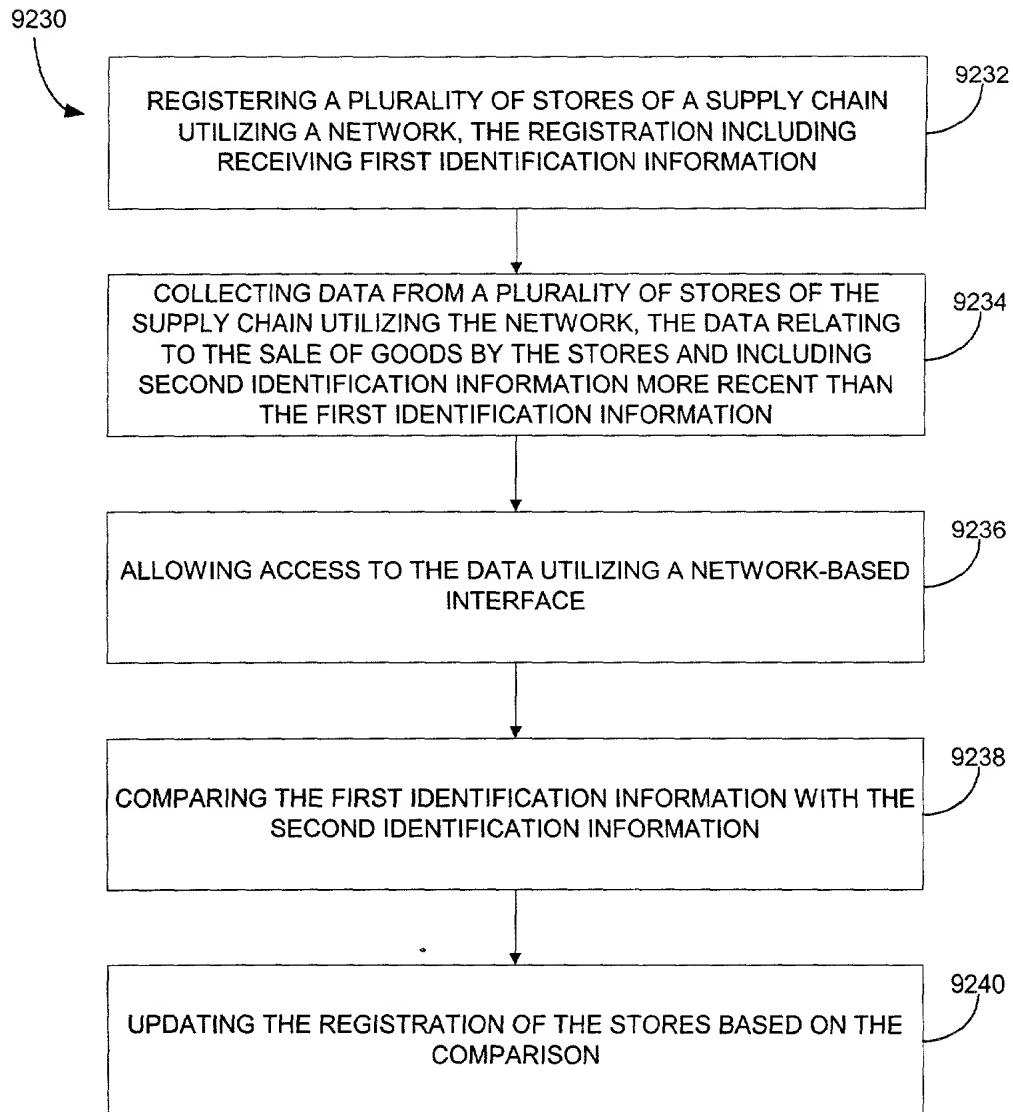 9230
9232
REGISTERING A PLURALITY OF STORES OF A SUPPLY CHAIN
UTILIZING A NETWORK, THE REGISTRATION INCLUDING
RECEIVING FIRST IDENTIFICATION INFORMATION
9234
COLLECTING DATA FROM A PLURALITY OF STORES OF THE
SUPPLY CHAIN UTILIZING THE NETWORK, THE DATA RELATING
TO THE SALE OF GOODS BY THE STORES AND INCLUDING
SECOND IDENTIFICATION INFORMATION MORE RECENT THAN
THE FIRST IDENTIFICATION INFORMATION
9236
ALLOWING ACCESS TO THE DATA UTILIZING A NETWORK-BASED
INTERFACE
9238
COMPARING THE FIRST IDENTIFICATION INFORMATION WITH THE
SECOND IDENTIFICATION INFORMATION
9240
UPDATING THE REGISTRATION OF THE STORES BASED ON THE
COMPARISON